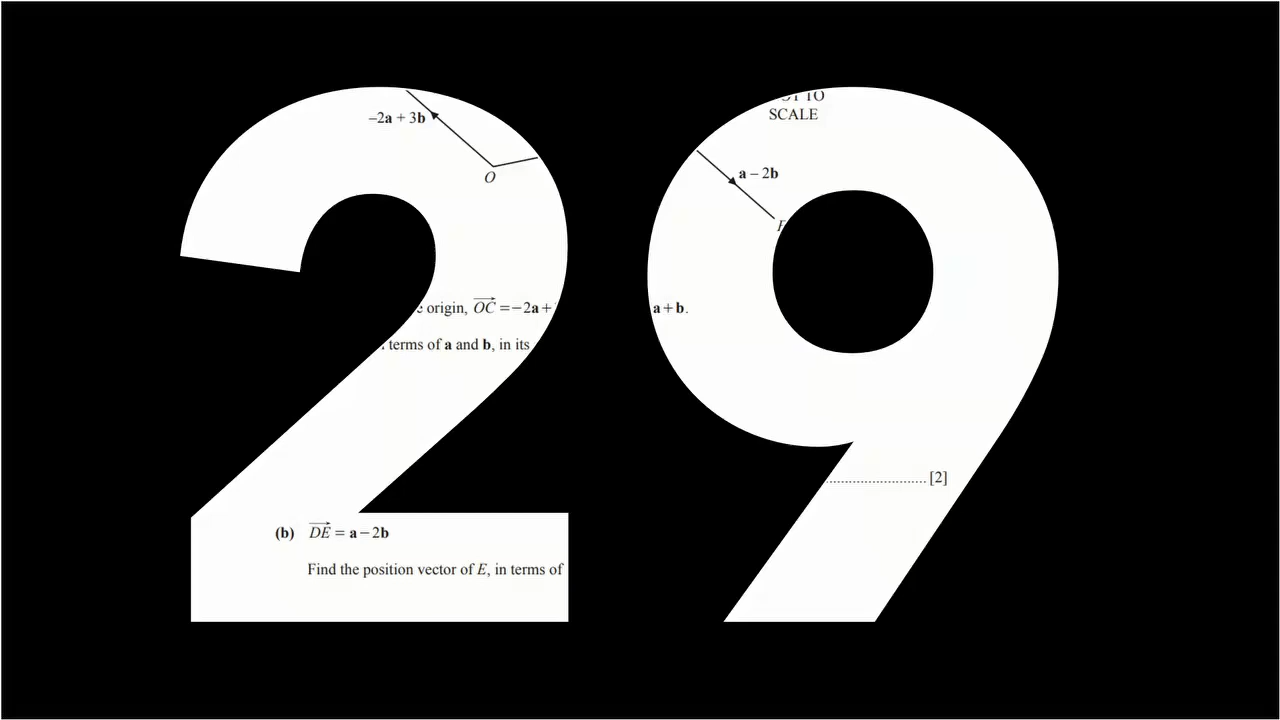 29
SCALE
–2a + 3b
a – 2b
O
origin, OC = –2a +
a + b.
terms of a and b, in its
[2]
(b) DE = a – 2b
Find the position vector of E, in terms of